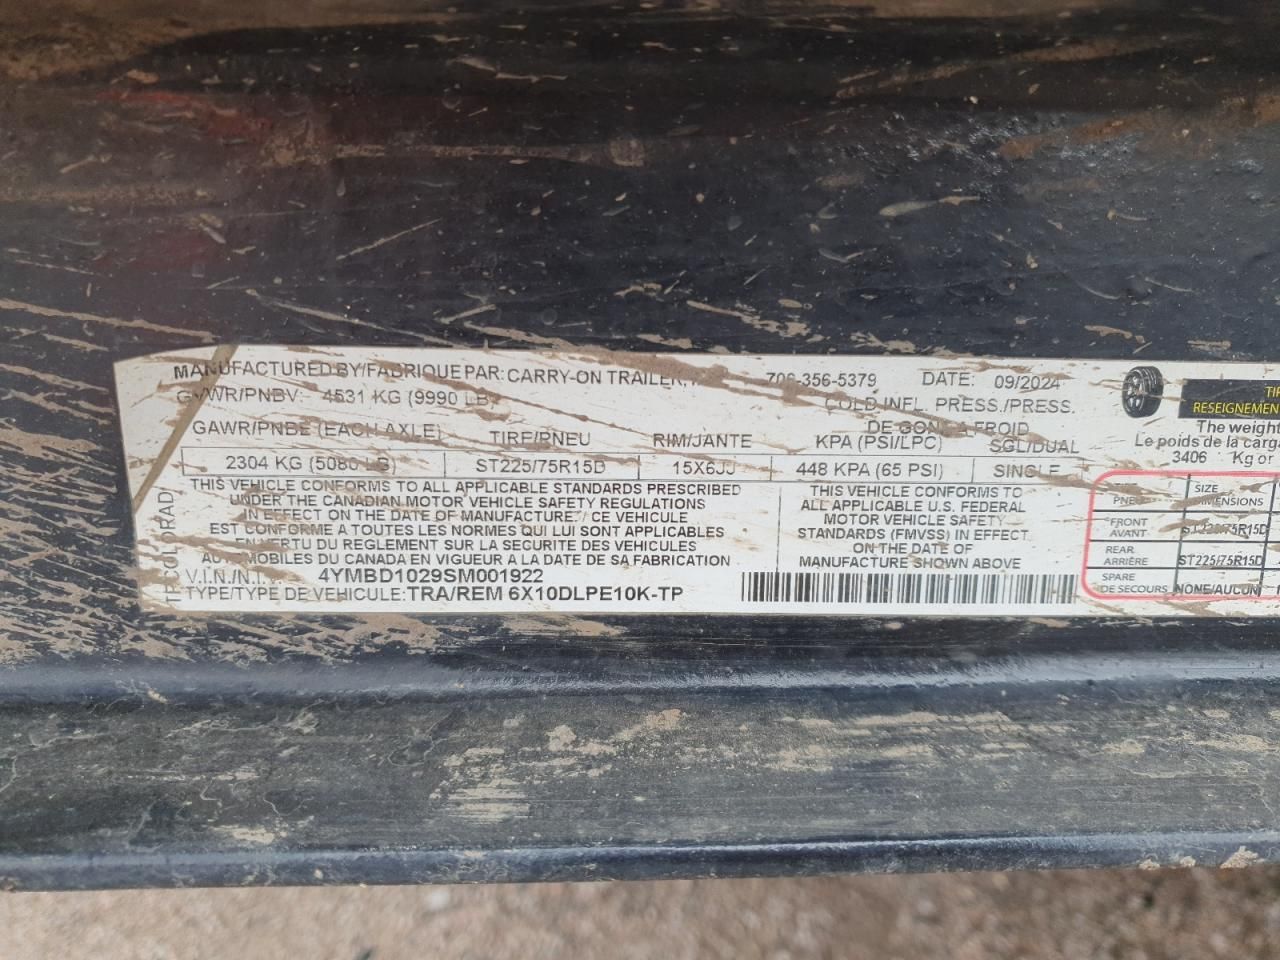 MANUFACTURED BY/FABRIQUE PAR: CARRY-ON TRAILER, 706-356-5379 DATE: 09/2024
GVWR/PNBV: 4531 KG (9990 LB) COLD INFL. PRESS./PRESS.
GAWR/PNBE (EACH AXLE) TIRE/PNEU RIM/JANTE DE GONF. A FROID
KPA (PSI/LPC) SGL/DUAL
2304 KG (5080 LB) ST225/75R15D 15X6JJ 448 KPA (65 PSI) SINGLE
THIS VEHICLE CONFORMS TO ALL APPLICABLE STANDARDS PRESCRIBED
UNDER THE CANADIAN MOTOR VEHICLE SAFETY REGULATIONS
IN EFFECT ON THE DATE OF MANUFACTURE. / CE VEHICULE
EST CONFORME A TOUTES LES NORMES QUI LUI SONT APPLICABLES
EN VERTU DU REGLEMENT SUR LA SECURITE DES VEHICULES
AUTOMOBILES DU CANADA EN VIGUEUR A LA DATE DE SA FABRICATION
THIS VEHICLE CONFORMS TO
ALL APPLICABLE U.S. FEDERAL
MOTOR VEHICLE SAFETY
STANDARDS (FMVSS) IN EFFECT
ON THE DATE OF
MANUFACTURE SHOWN ABOVE
V.I.N./N.I.V. 4YMBD1029SM001922
TYPE/TYPE DE VEHICULE: TRA/REM 6X10DLPE10K-TP
RESEIGNEMEN
The weight
Le poids de la carga
3406 Kg or
PNEU SIZE
DIMENSIONS
FRONT
AVANT ST225/75R15D
REAR
ARRIÈRE ST225/75R15D
SPARE
DE SECOURS NONE/AUCUN